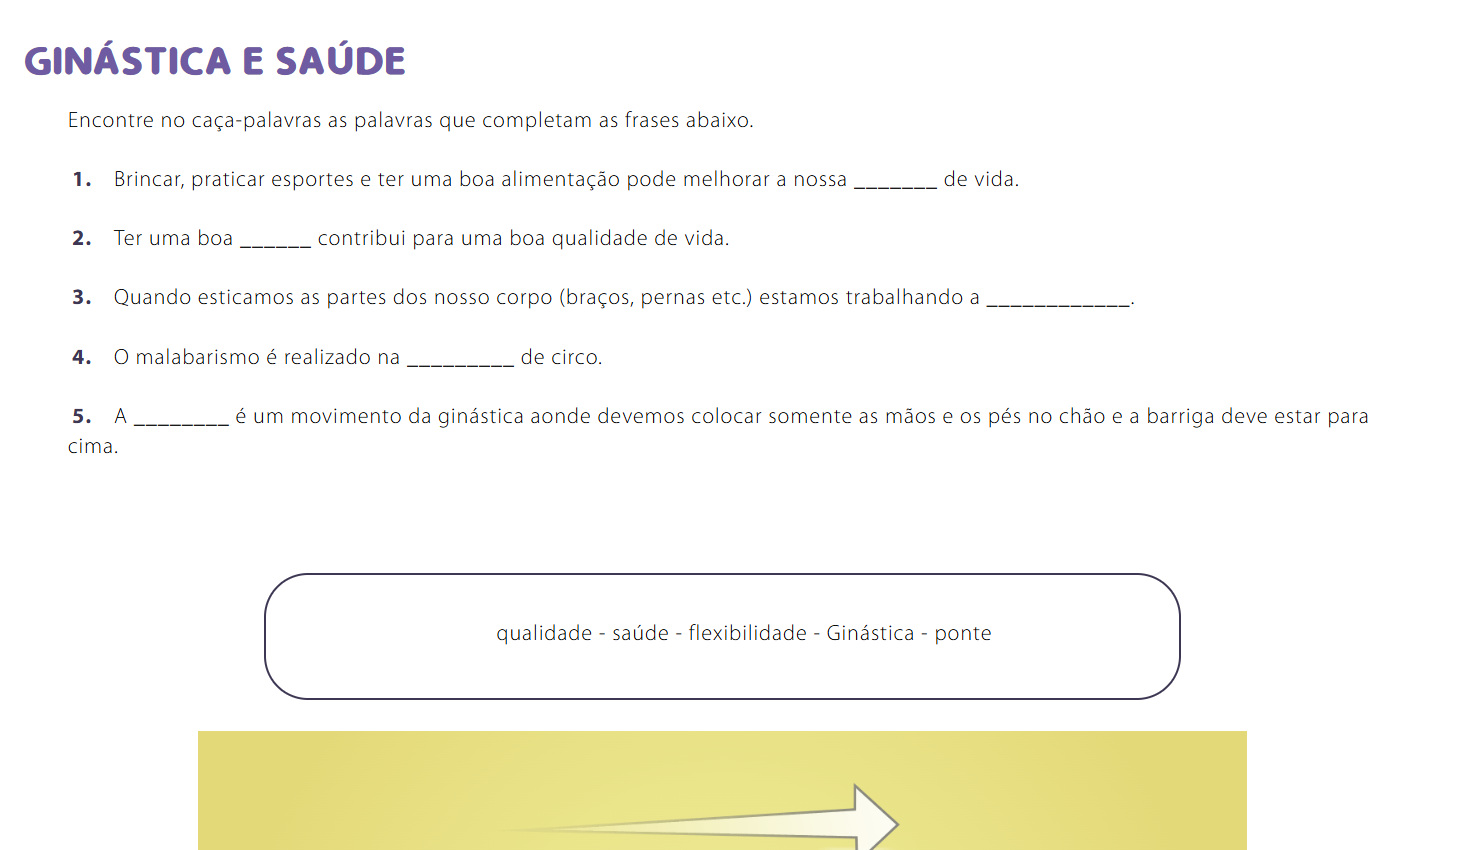 GINÁSTICA E SAÚDE
Encontre no caça-palavras as palavras que completam as frases abaixo.
1. Brincar, praticar esportes e ter uma boa alimentação pode melhorar a nossa _______ de vida.
2. Ter uma boa ______ contribui para uma boa qualidade de vida.
3. Quando esticamos as partes dos nosso corpo (braços, pernas etc.) estamos trabalhando a ____________.
4. O malabarismo é realizado na _________ de circo.
5. A ________ é um movimento da ginástica aonde devemos colocar somente as mãos e os pés no chão e a barriga deve estar para
cima.
qualidade - saúde - flexibilidade - Ginástica - ponte